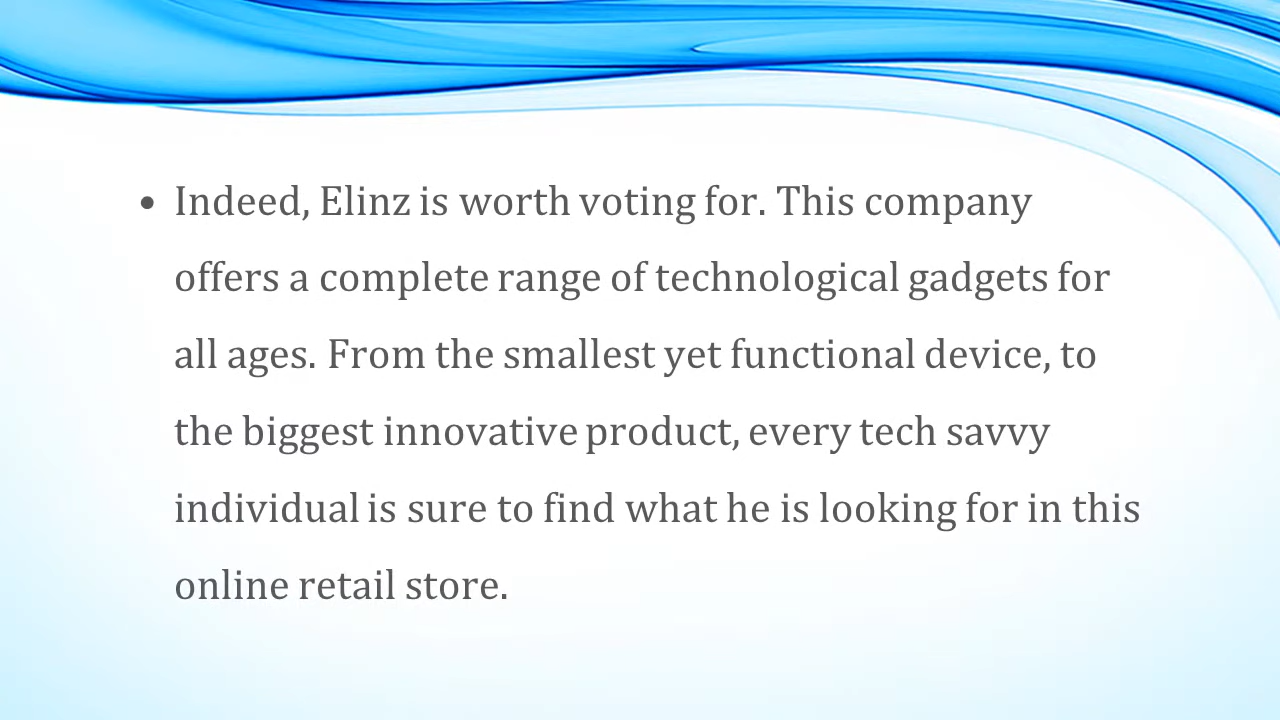 • Indeed, Elinz is worth voting for. This company
offers a complete range of technological gadgets for
all ages. From the smallest yet functional device, to
the biggest innovative product, every tech savvy
individual is sure to find what he is looking for in this
online retail store.